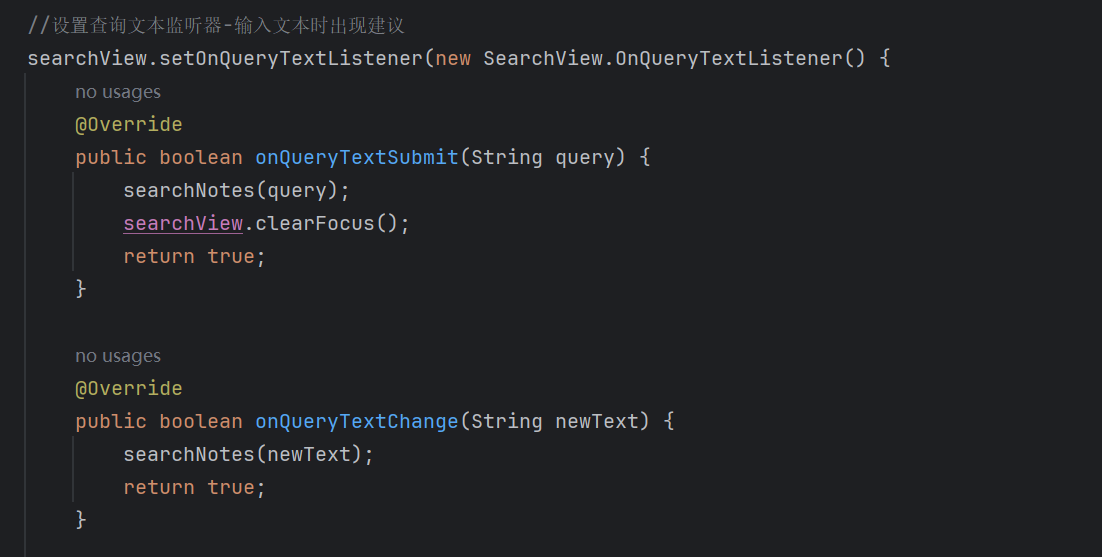 //设置查询文本监听器-输入文本时出现建议
searchView.setOnQueryTextListener(new SearchView.OnQueryTextListener() {
no usages
@Override
public boolean onQueryTextSubmit(String query) {
searchNotes(query);
searchView.clearFocus();
return true;
}
no usages
@Override
public boolean onQueryTextChange(String newText) {
searchNotes(newText);
return true;
}